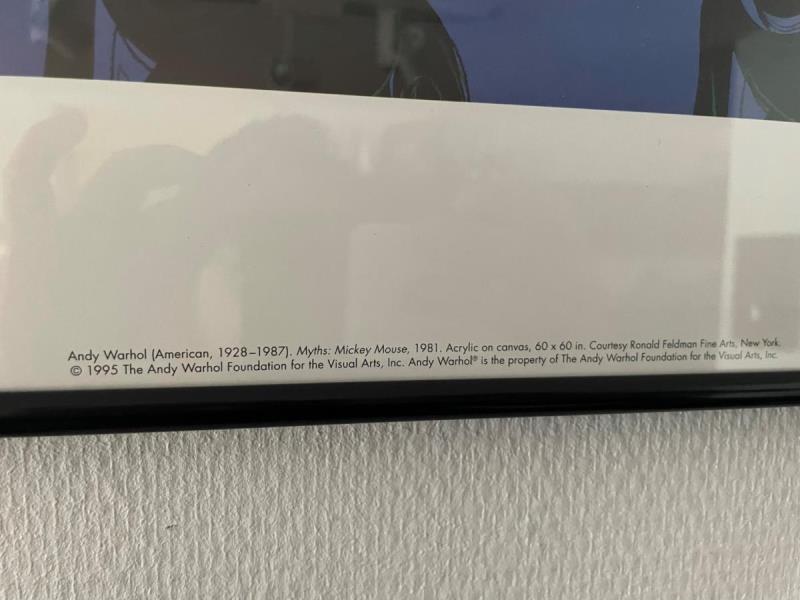 Andy Warhol (American, 1928–1987). Myths: Mickey Mouse, 1981. Acrylic on canvas, 60 x 60 in. Courtesy Ronald Feldman Fine Arts, New York.
© 1995 The Andy Warhol Foundation for the Visual Arts, Inc. Andy Warhol® is the property of The Andy Warhol Foundation for the Visual Arts, Inc.